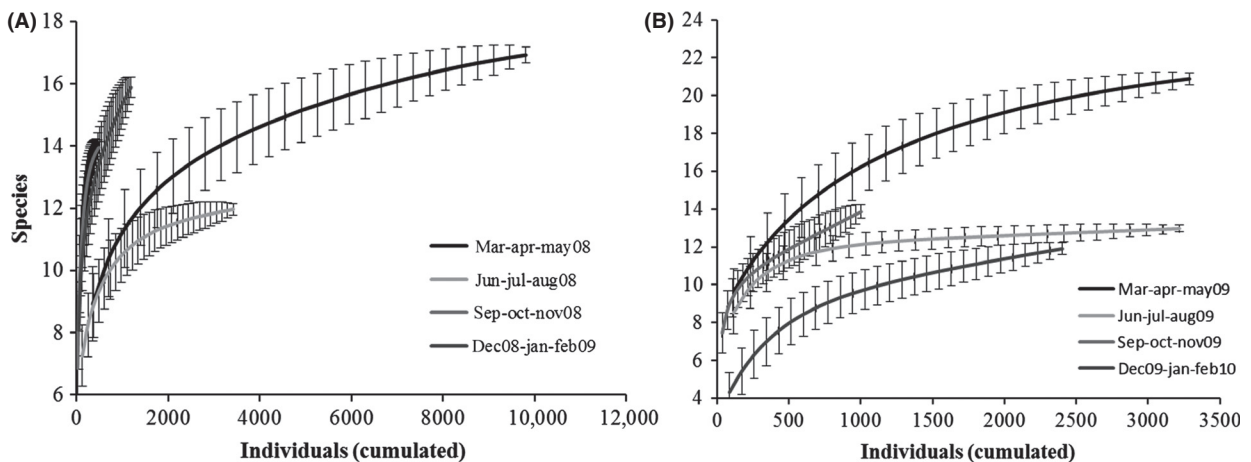 (A)
18
16
14
12
10
8
6
Species
Mar-apr-may08
Jun-jul-aug08
Sep-oct-nov08
Dec08-jan-feb09
0
2000
4000
6000
8000
10,000
12,000
Individuals (cumulated)
(B)
24
22
20
18
16
14
12
10
8
6
4
Mar-apr-may09
Jun-jul-aug09
Sep-oct-nov09
Dec09-jan-feb10
0
500
1000
1500
2000
2500
3000
3500
Individuals (cumulated)